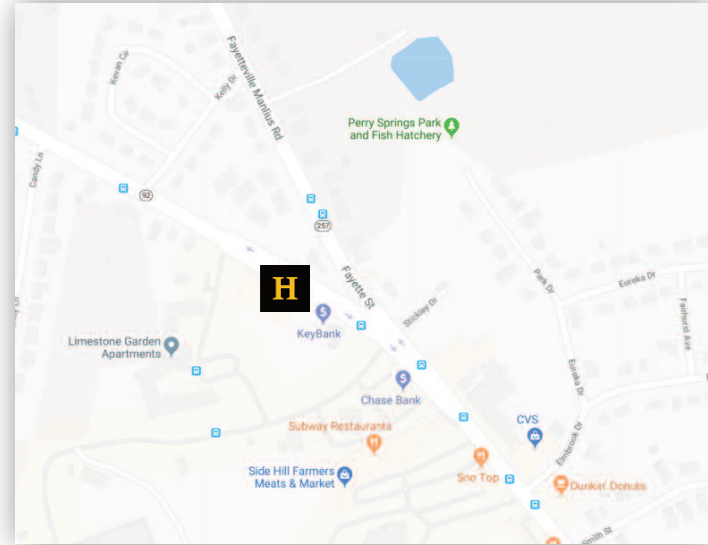 Keran Cir
Kelly Dr
Fayetteville Manlius Rd
Perry Springs Park
and Fish Hatchery
Candy Ln
92
257
Park Dr
Eureka Dr
H
Fayette St
Stickley Dr
Fairhurst Ave
KeyBank
Limestone Garden
Apartments
Eureka Dr
Chase Bank
CVS
Subway Restaurants
Elmbrook Dr
Side Hill Farmers
Meats & Market
Sno Top
Dunkin' Donuts
Smith St